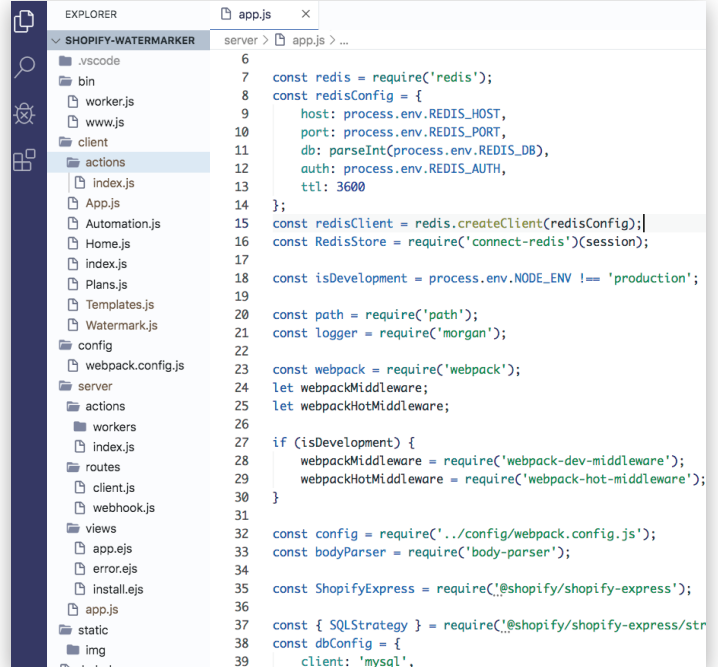 EXPLORER
SHOPIFY-WATERMARKER
.vscode
bin
worker.js
www.js
client
actions
index.js
App.js
Automation.js
Home.js
index.js
Plans.js
Templates.js
Watermark.js
config
webpack.config.js
server
actions
workers
index.js
routes
client.js
webhook.js
views
app.ejs
error.ejs
install.ejs
app.js
static
img
app.js ×
server > app.js > ...
6
7 const redis = require('redis');
8 const redisConfig = {
9 host: process.env.REDIS_HOST,
10 port: process.env.REDIS_PORT,
11 db: parseInt(process.env.REDIS_DB),
12 auth: process.env.REDIS_AUTH,
13 ttl: 3600
14 };
15 const redisClient = redis.createClient(redisConfig);
16 const RedisStore = require('connect-redis')(session);
17
18 const isDevelopment = process.env.NODE_ENV !== 'production';
19
20 const path = require('path');
21 const logger = require('morgan');
22
23 const webpack = require('webpack');
24 let webpackMiddleware;
25 let webpackHotMiddleware;
26
27 if (isDevelopment) {
28 webpackMiddleware = require('webpack-dev-middleware');
29 webpackHotMiddleware = require('webpack-hot-middleware');
30 }
31
32 const config = require('../config/webpack.config.js');
33 const bodyParser = require('body-parser');
34
35 const ShopifyExpress = require('@shopify/shopify-express');
36
37 const { SQLStrategy } = require('@shopify/shopify-express/str
38 const dbConfig = {
39 client: 'mysql',